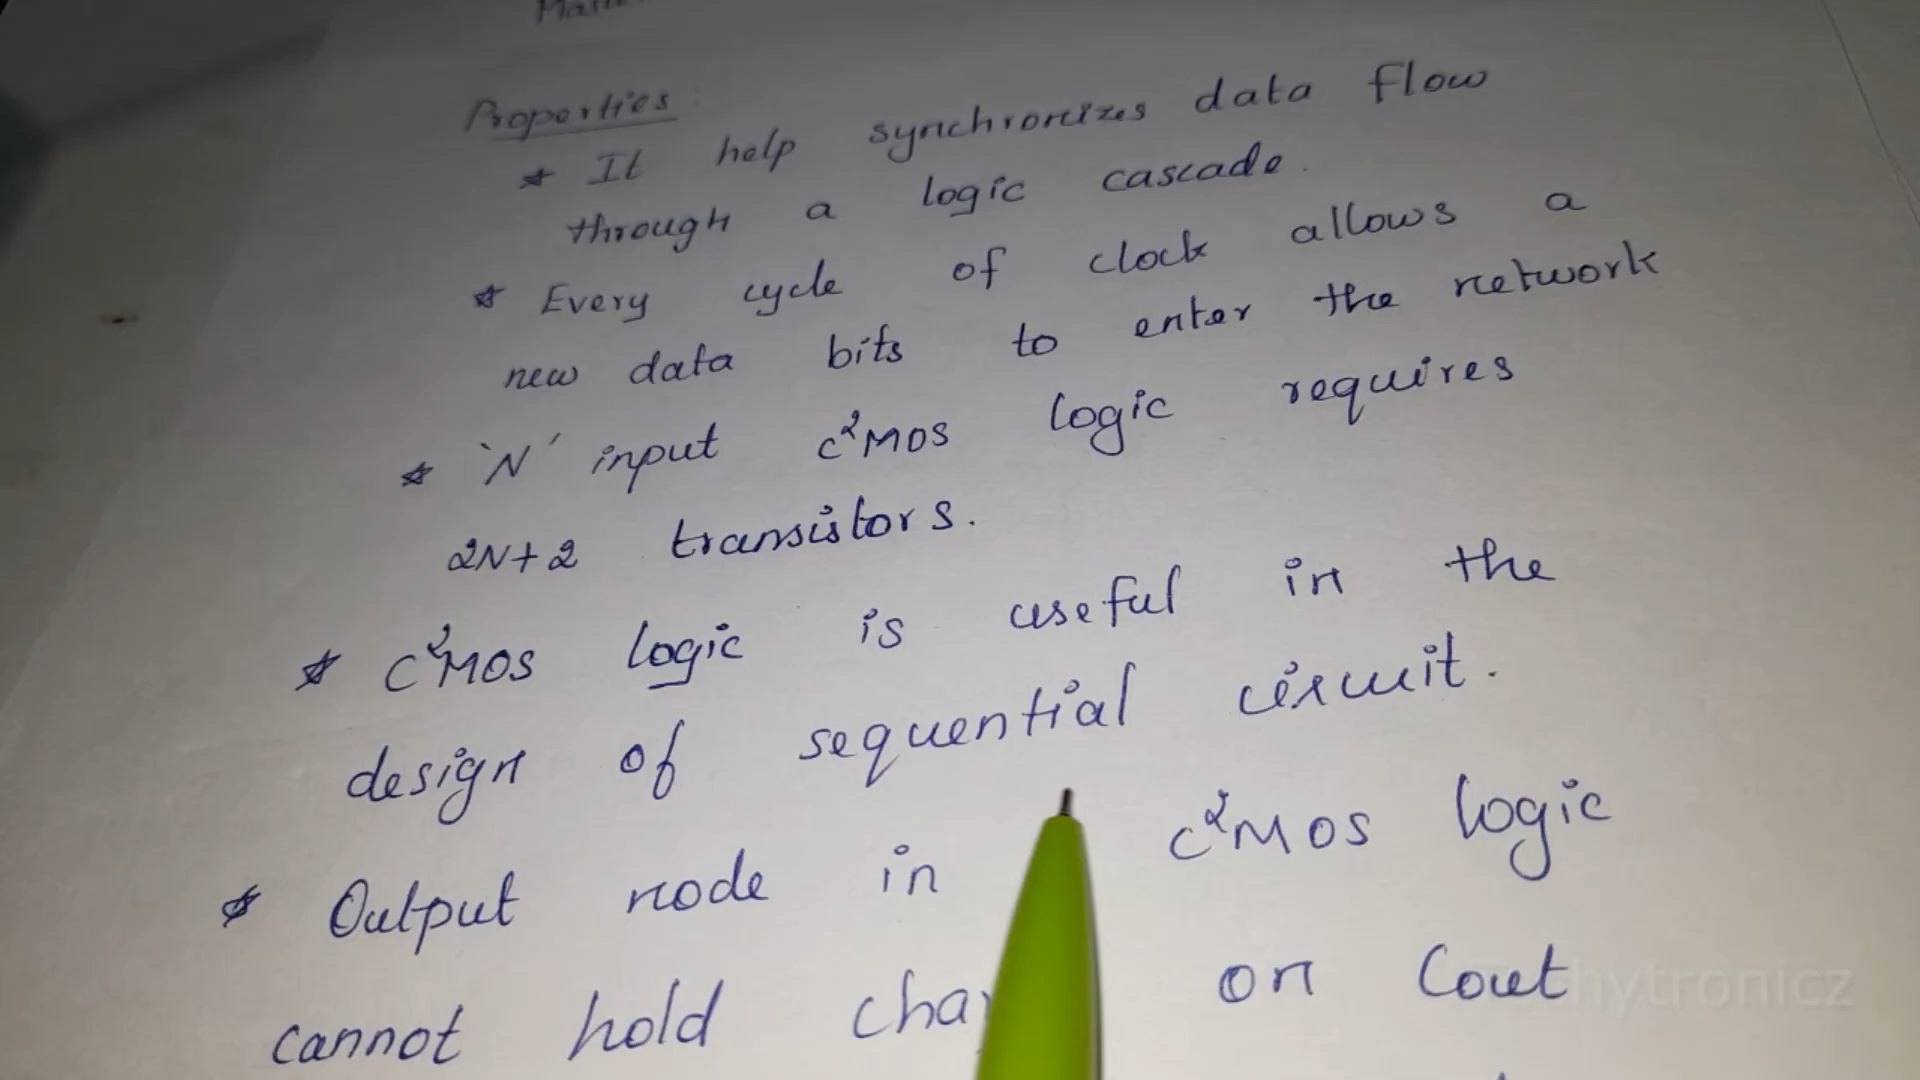 Properties:
* It help synchronizes data flow
through a logic cascade.
* Every cycle of clock allows a
new data bits to enter the network
* 'N' input C²MOS logic requires
2N+2 transistors.
* C²MOS logic is useful in the
design of sequential circuit.
* Output node in C²MOS logic
cannot hold on Cout
hytronicz